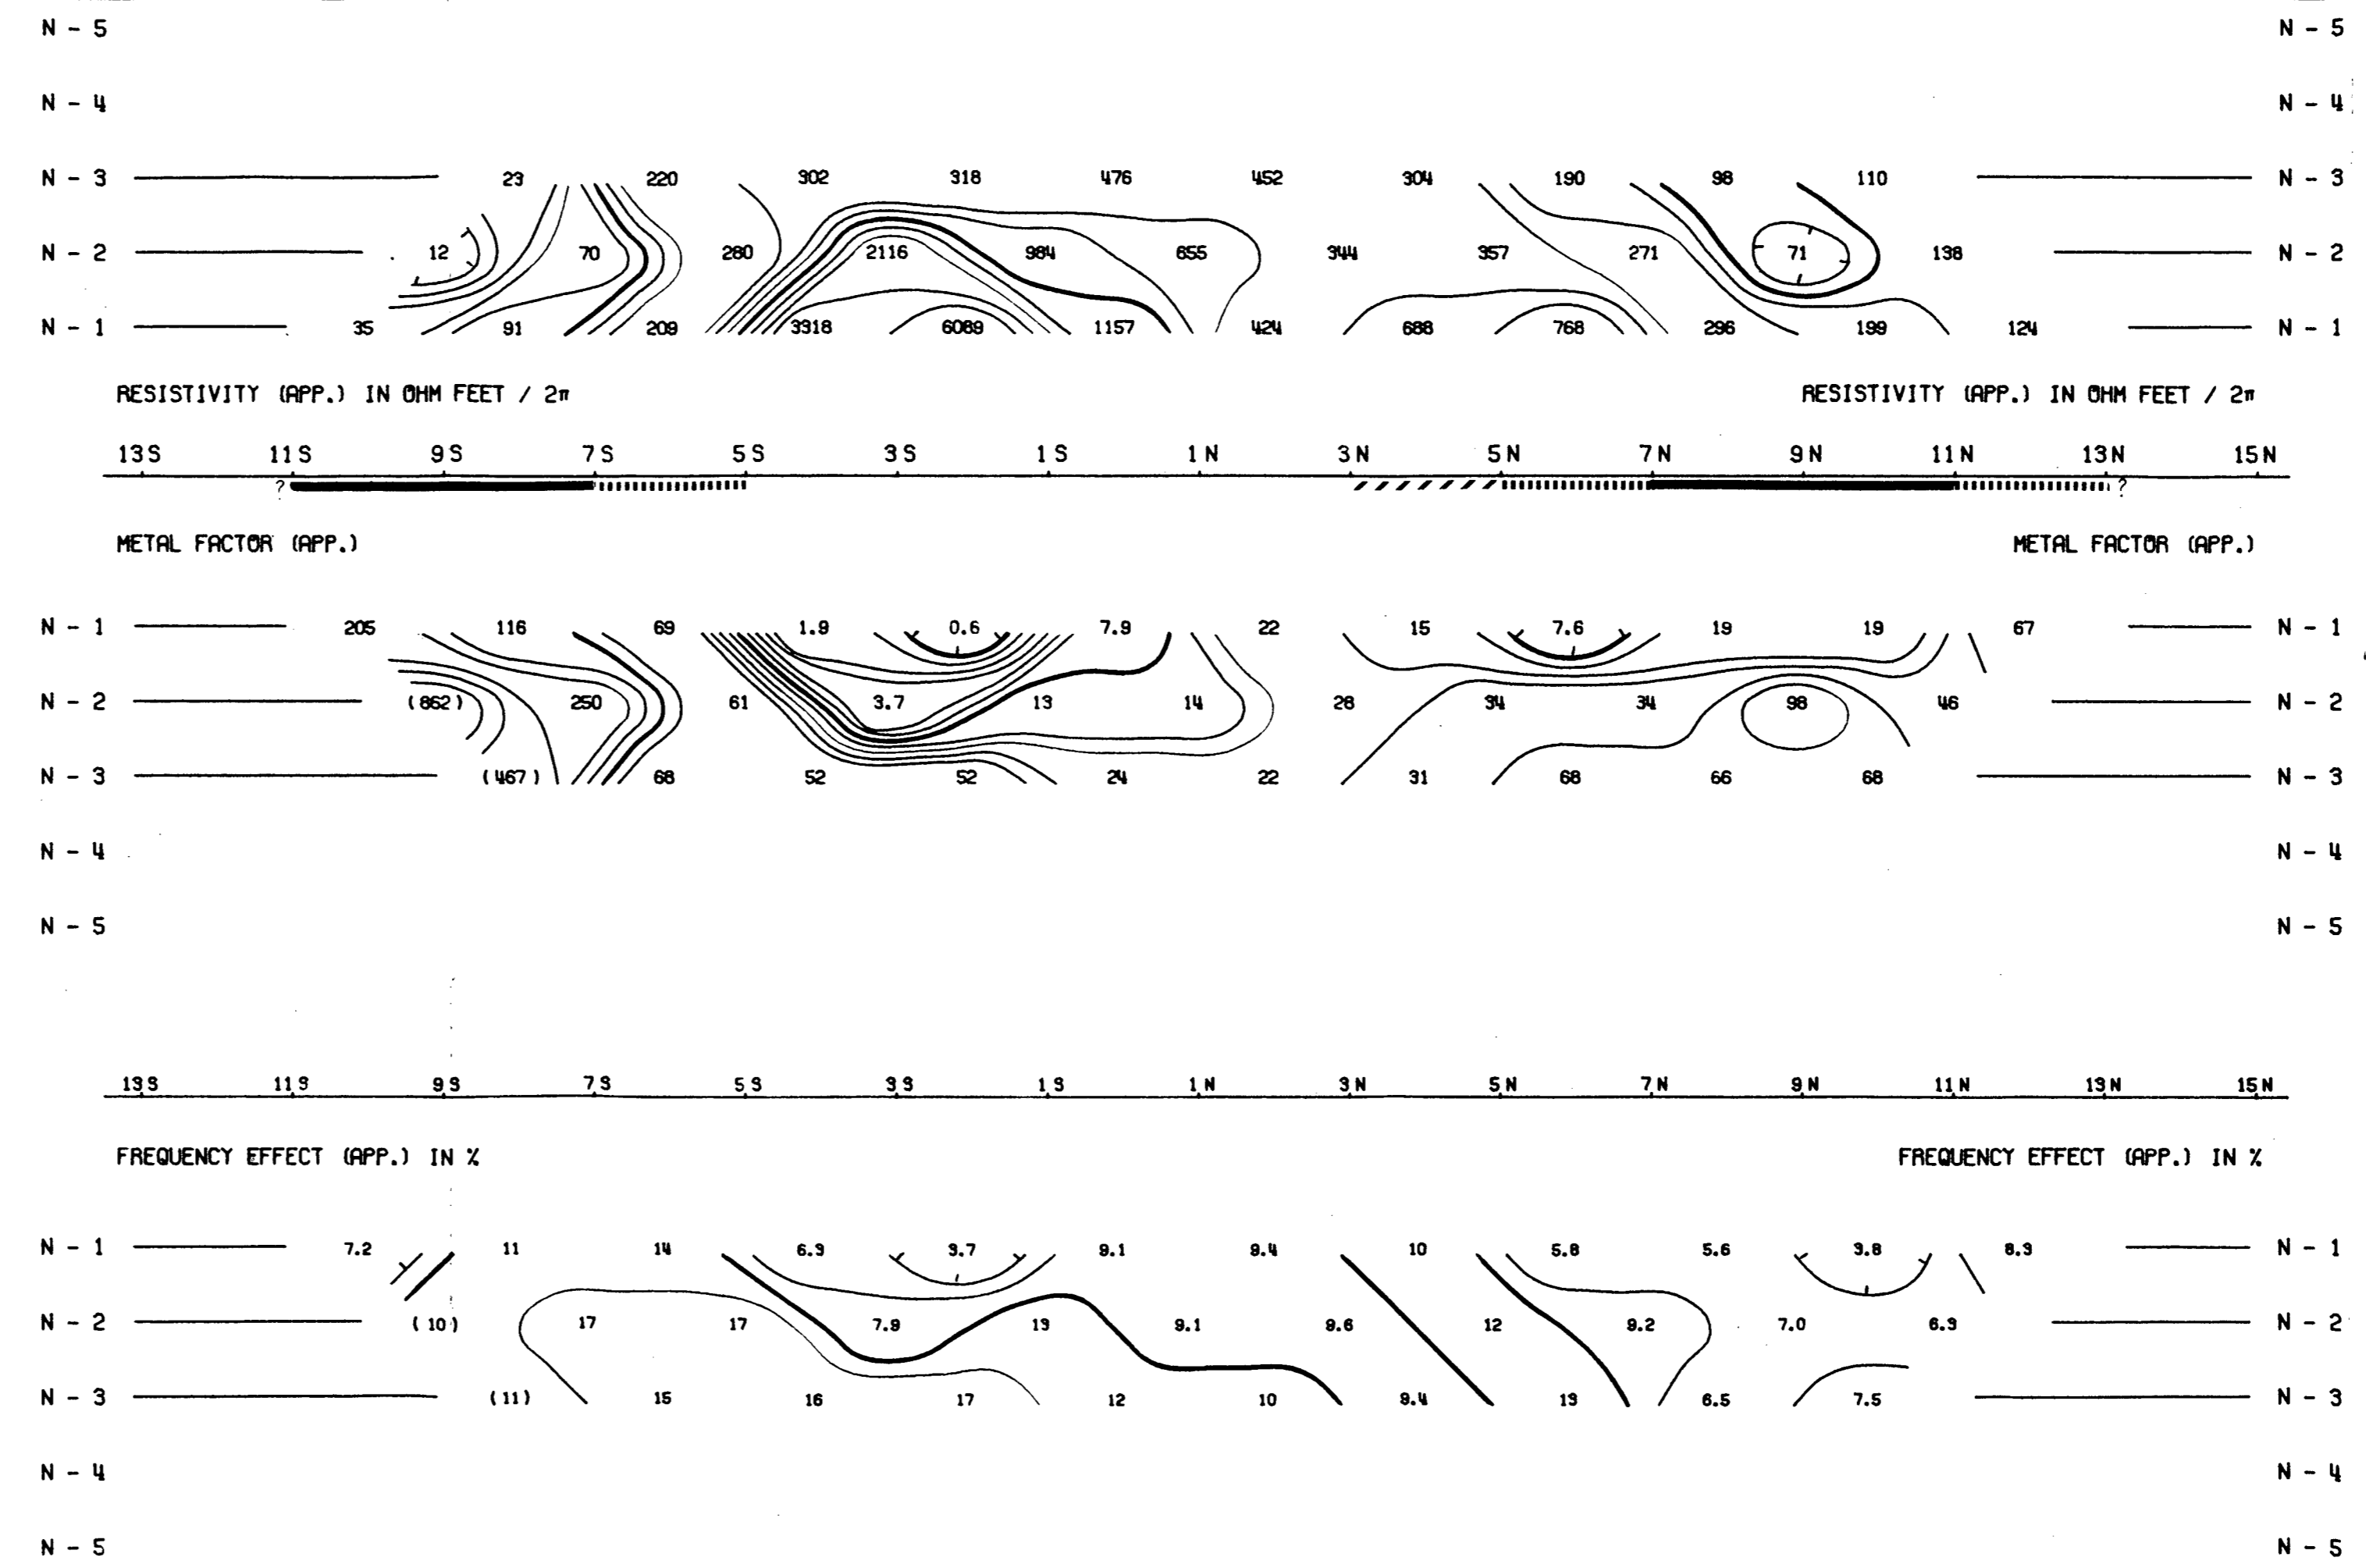 N - 5 N - 5
N - 4 N - 4
N - 3 23 220 302 318 476 452 304 190 98 110 N - 3
N - 2 12 70 280 2116 984 655 344 357 271 71 138 N - 2
N - 1 35 91 209 3318 6089 1157 424 688 768 296 199 124 N - 1
RESISTIVITY (APP.) IN OHM FEET / 2π RESISTIVITY (APP.) IN OHM FEET / 2π
13S 11S 9S 7S 5S 3S 1S 1N 3N 5N 7N 9N 11N 13N 15N
? ?
METAL FACTOR (APP.) METAL FACTOR (APP.)
N - 1 205 116 69 1.9 0.6 7.9 22 15 7.6 19 19 67 N - 1
N - 2 (862) 250 61 3.7 13 14 28 34 34 98 46 N - 2
N - 3 (467) 68 52 52 24 22 31 68 66 68 N - 3
N - 4 N - 4
N - 5 N - 5
13S 11S 9S 7S 5S 3S 1S 1N 3N 5N 7N 9N 11N 13N 15N
FREQUENCY EFFECT (APP.) IN % FREQUENCY EFFECT (APP.) IN %
N - 1 7.2 11 14 6.3 3.7 9.1 9.4 10 5.8 5.6 3.8 8.3 N - 1
N - 2 (10) 17 17 7.9 13 9.1 9.6 12 9.2 7.0 6.3 N - 2
N - 3 (11) 15 16 17 12 10 9.4 13 6.5 7.5 N - 3
N - 4 N - 4
N - 5 N - 5